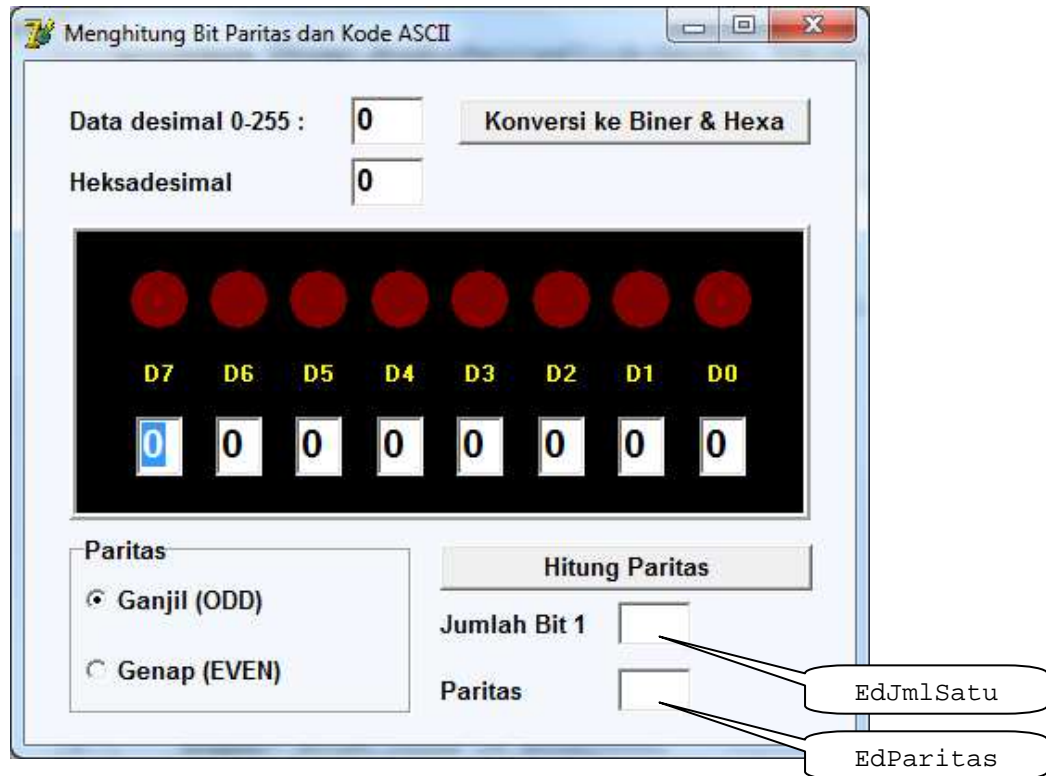 Menghitung Bit Paritas dan Kode ASCII
Data desimal 0-255 : 0 Konversi ke Biner & Hexa
Heksadesimal 0
D7 D6 D5 D4 D3 D2 D1 D0
0 0 0 0 0 0 0 0
Paritas
Ganjil (ODD)
Genap (EVEN)
Hitung Paritas
Jumlah Bit 1
Paritas
EdJmlSatu
EdParitas